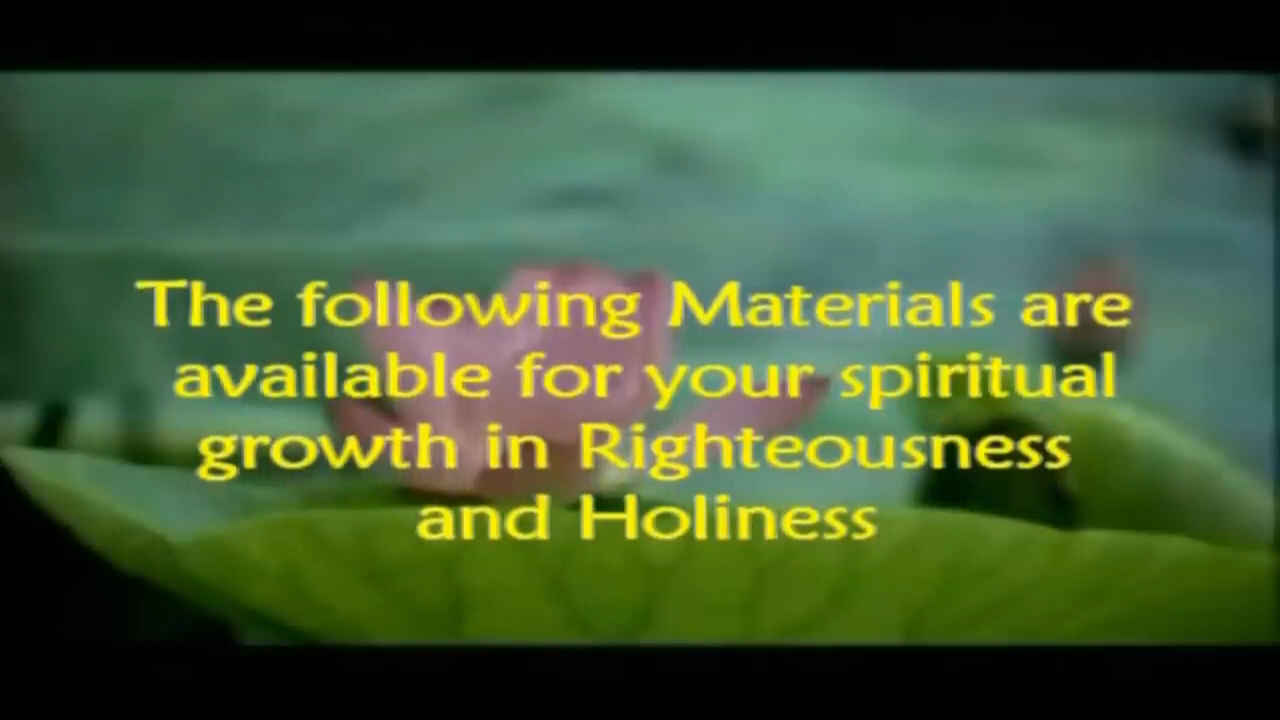 The following Materials are
available for your spiritual
growth in Righteousness
and Holiness